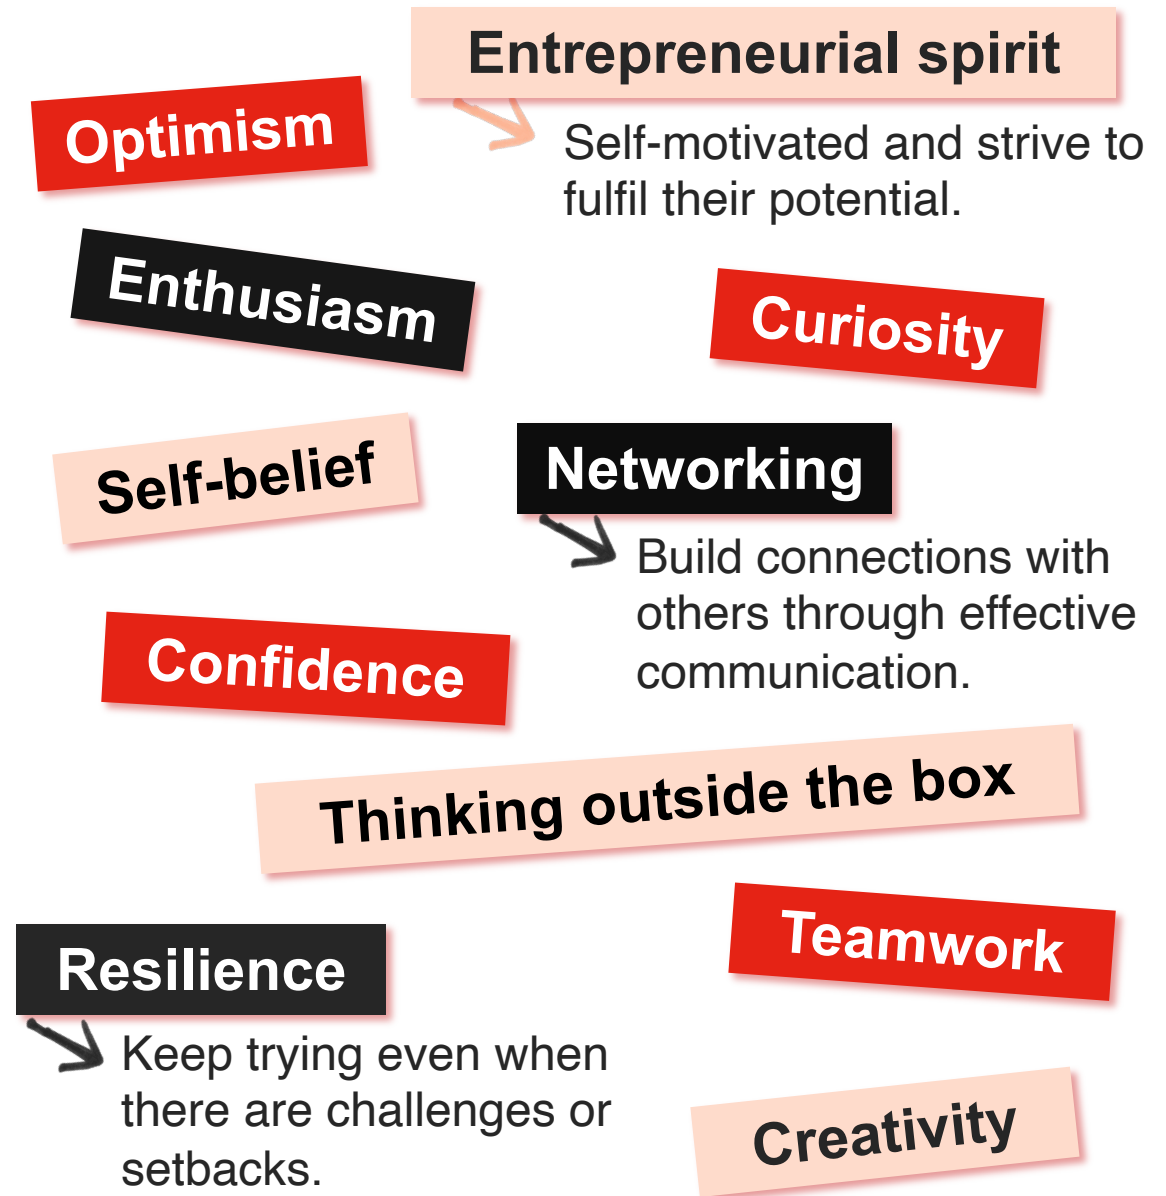 Entrepreneurial spirit
Optimism
Self-motivated and strive to
fulfil their potential.
Enthusiasm
Curiosity
Self-belief
Networking
Build connections with
others through effective
communication.
Confidence
Thinking outside the box
Teamwork
Resilience
Keep trying even when
there are challenges or
setbacks.
Creativity